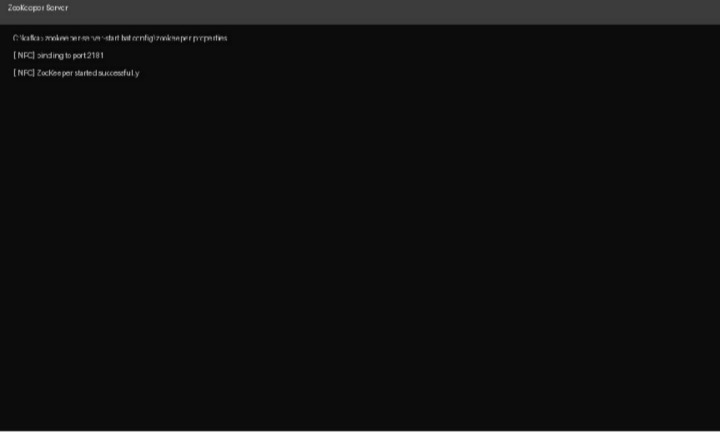 ZooKeeper Server
C:\kafka> zookeeper-server-start.bat config\zookeeper.properties
[INFO] binding to port 2181
[INFO] ZooKeeper started successfully